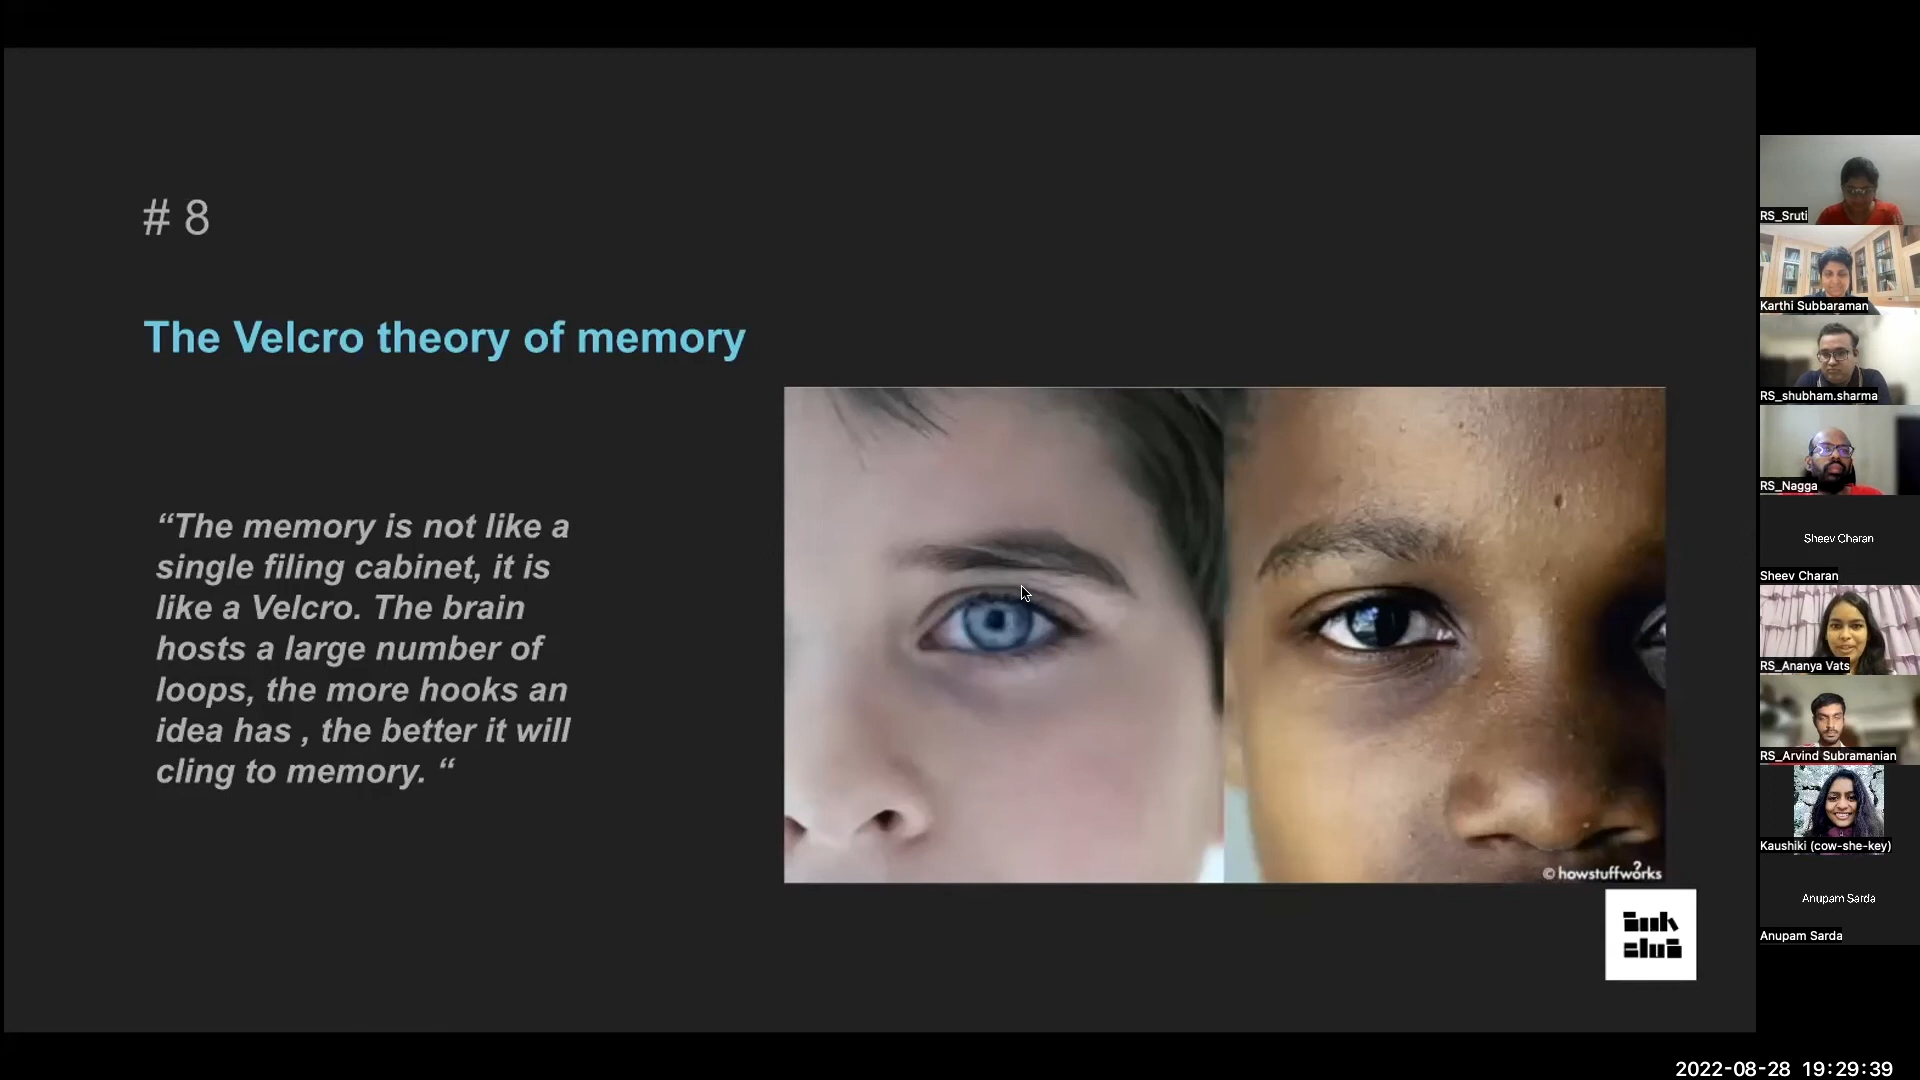 # 8
The Velcro theory of memory
“The memory is not like a
single filing cabinet, it is
like a Velcro. The brain
hosts a large number of
loops, the more hooks an
idea has , the better it will
cling to memory. “
2
© howstuffworks
RS_Sruti
Karthi Subbaraman
RS_shubham.sharma
RS_Nagga
Sheev Charan
Sheev Charan
RS_Ananya Vats
RS_Arvind Subramanian
Kaushiki (cow-she-key)
Anupam Sarda
Anupam Sarda
2022-08-28 19:29:39